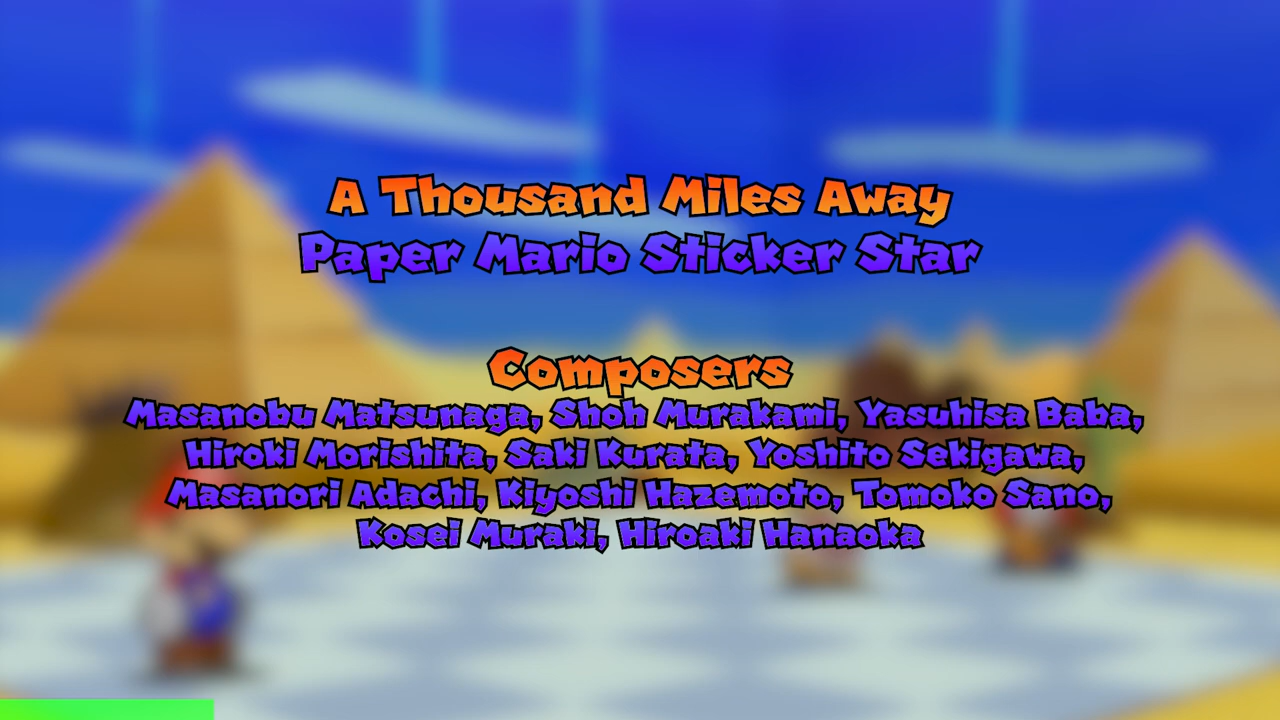 A Thousand Miles Away
Paper Mario Sticker Star
Composers
Masanobu Matsunaga, Shoh Murakami, Yasuhisa Baba,
Hiroki Morishita, Saki Kurata, Yoshito Sekigawa,
Masanori Adachi, Kiyoshi Hazemoto, Tomoko Sano,
Kosei Muraki, Hiroaki Hanaoka